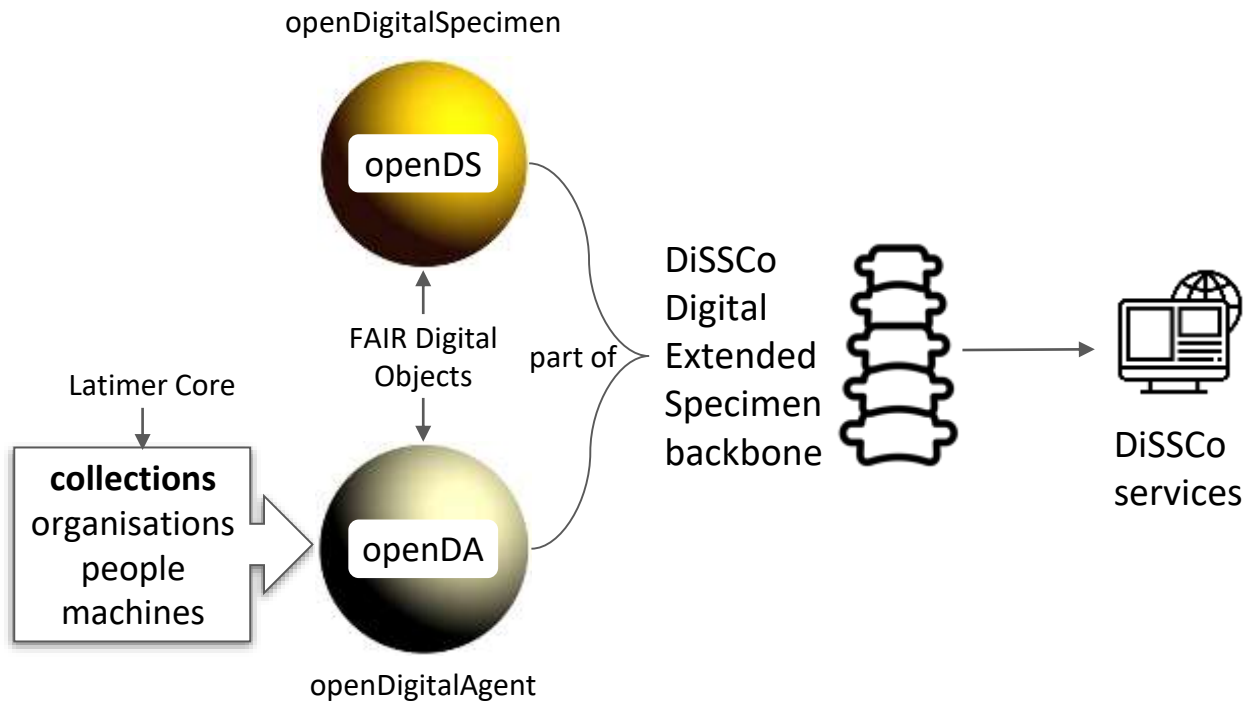 openDigitalSpecimen
openDS
FAIR Digital
Objects
Latimer Core
collections
organisations
people
machines
openDA
openDigitalAgent
part of
DiSSCo
Digital
Extended
Specimen
backbone
DiSSCo
services